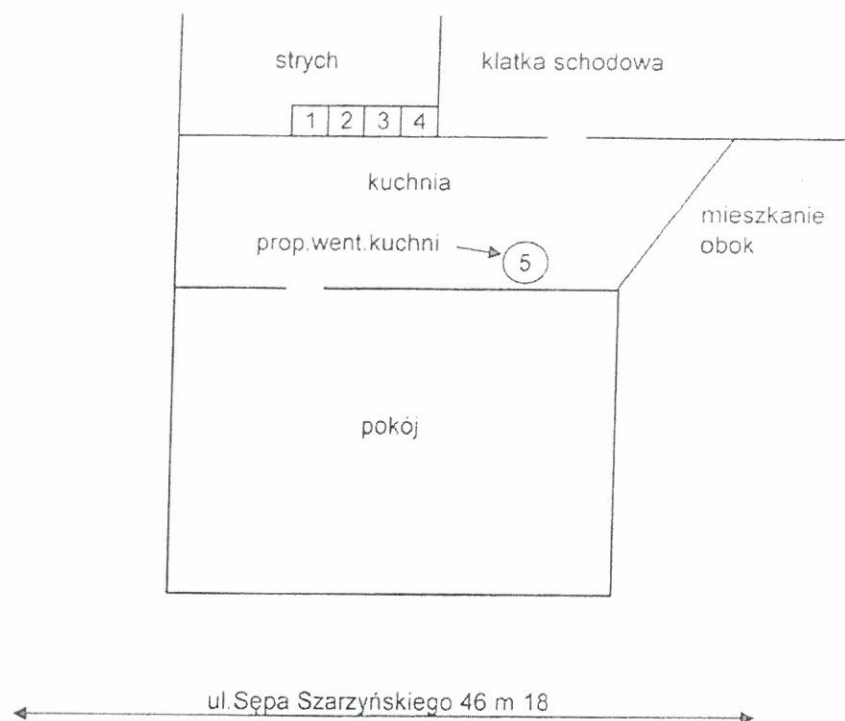 strych
klatka schodowa
1 2 3 4
kuchnia
mieszkanie
obok
prop.went.kuchni
5
pokój
ul.Sępa Szarzyńskiego 46 m 18